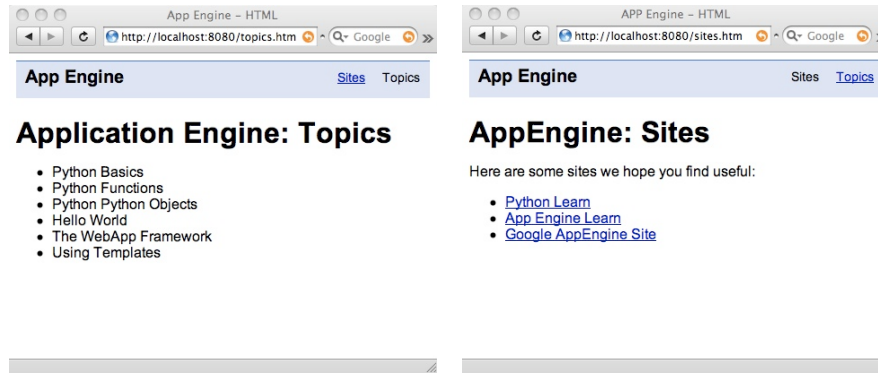 App Engine – HTML
http://localhost:8080/topics.htm
Google
App Engine
Sites
Topics
Application Engine: Topics
• Python Basics
• Python Functions
• Python Python Objects
• Hello World
• The WebApp Framework
• Using Templates
APP Engine – HTML
http://localhost:8080/sites.htm
Google
App Engine
Sites
Topics
AppEngine: Sites
Here are some sites we hope you find useful:
• Python Learn
• App Engine Learn
• Google AppEngine Site